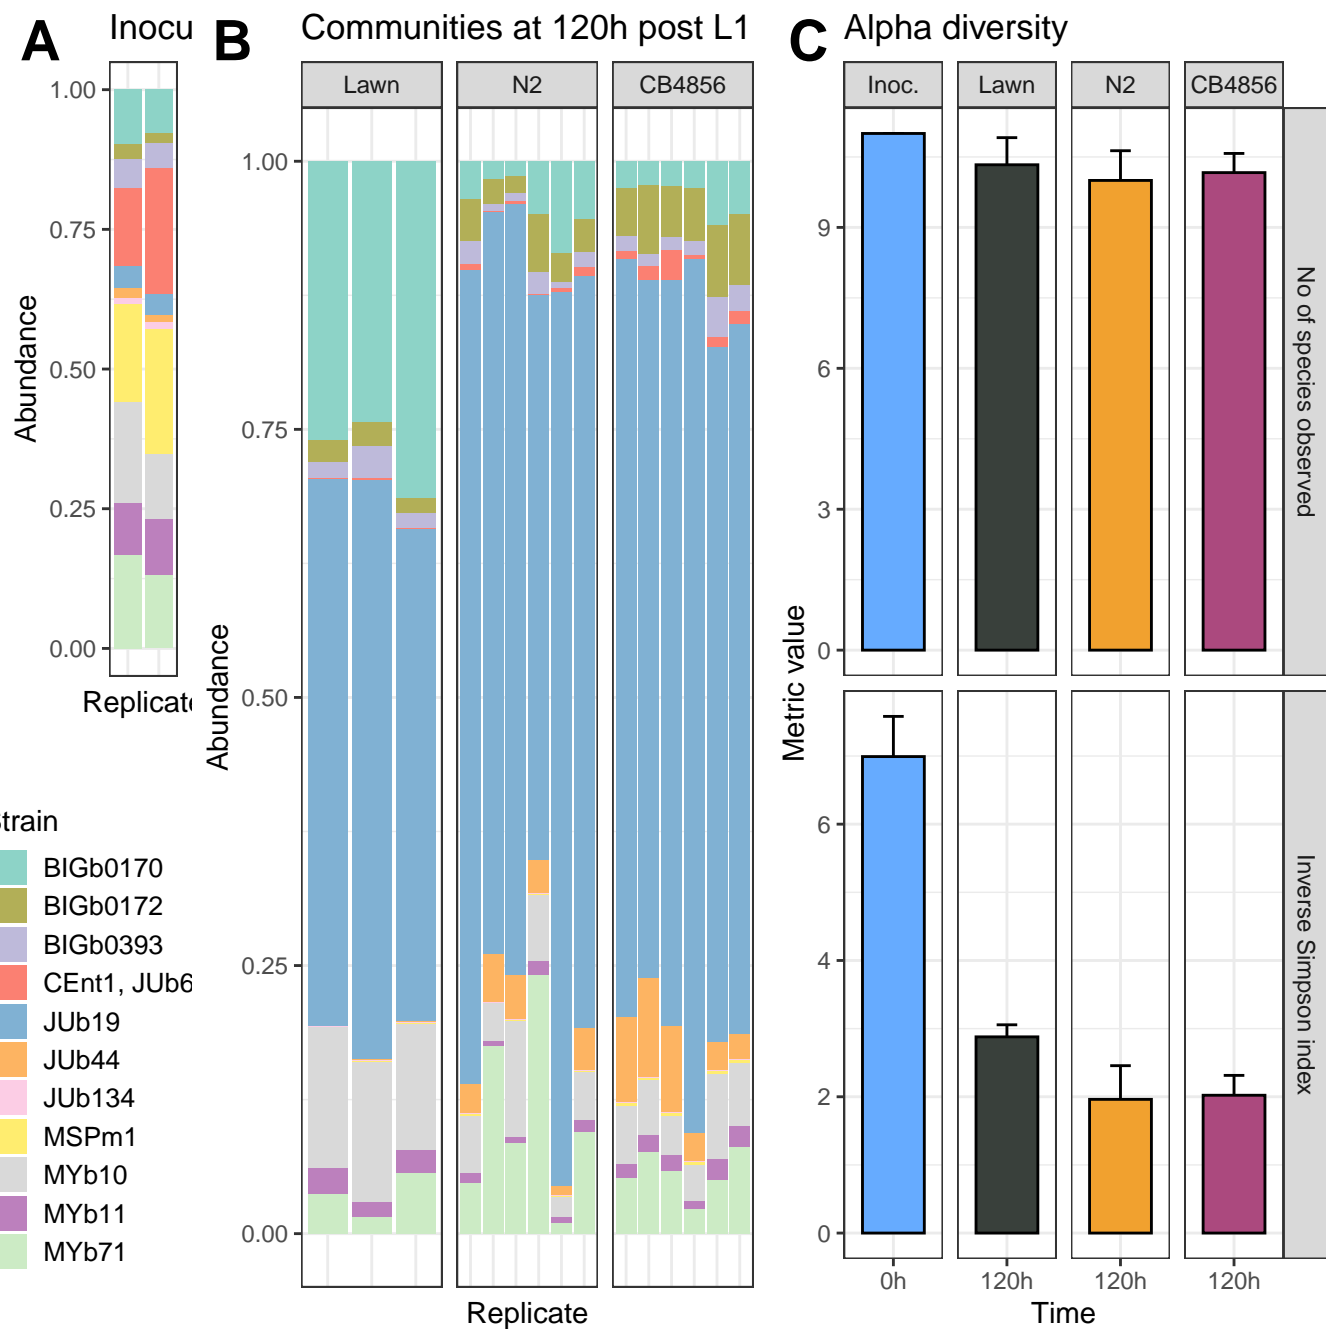 A
Inocu
Abundance
1.00
0.75
0.50
0.25
0.00
Replicate
Strain
BIGb0170
BIGb0172
BIGb0393
CEnt1, JUb6
JUb19
JUb44
JUb134
MSPm1
MYb10
MYb11
MYb71
B
Communities at 120h post L1
Lawn
N2
CB4856
Abundance
1.00
0.75
0.50
0.25
0.00
Replicate
C
Alpha diversity
Inoc.
Lawn
N2
CB4856
Metric value
9
6
3
0
No of species observed
6
4
2
0
Inverse Simpson index
0h
120h
120h
120h
Time